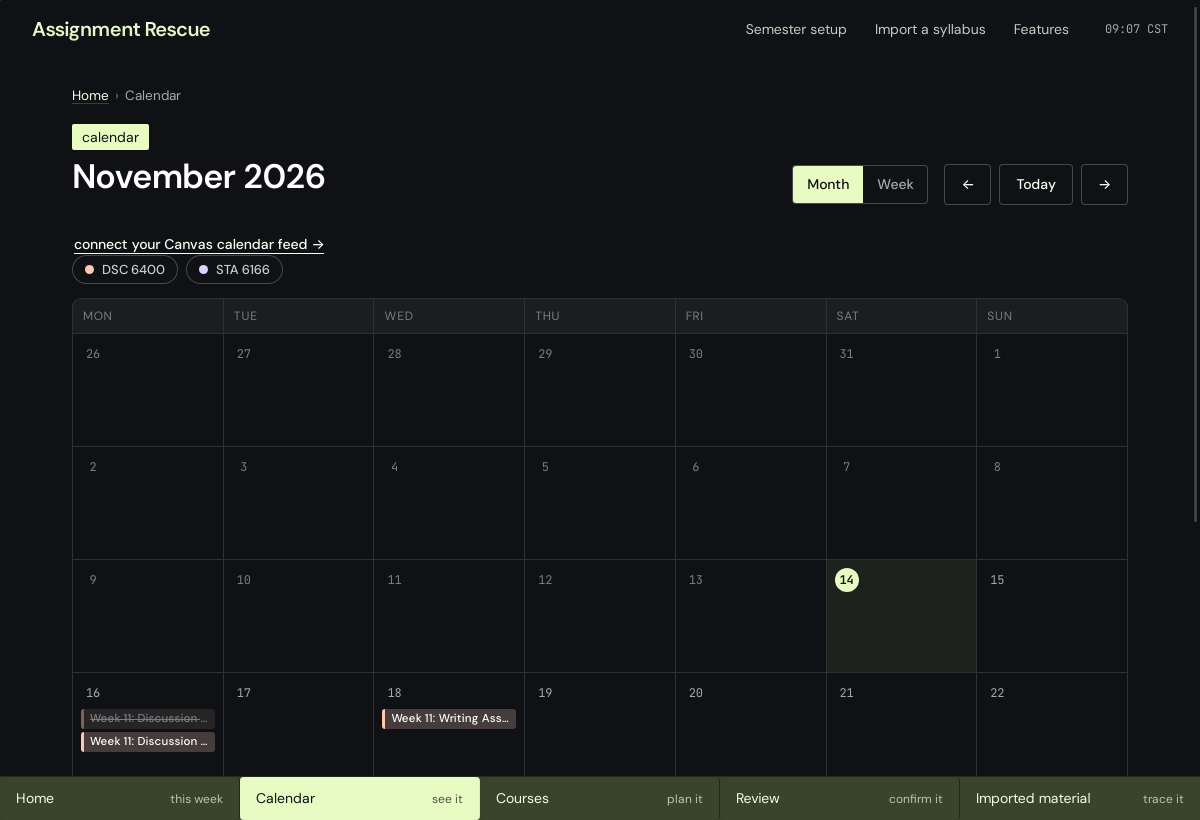 Assignment Rescue
Semester setup
Import a syllabus
Features
09:07 CST
Home › Calendar
calendar
November 2026
Month
Week
←
Today
→
connect your Canvas calendar feed →
DSC 6400
STA 6166
MON TUE WED THU FRI SAT SUN
26 27 28 29 30 31 1
2 3 4 5 6 7 8
9 10 11 12 13 14 15
16 17 18 19 20 21 22
Week 11: Discussion - …
Week 11: Writing Ass…
Week 11: Discussion …
Home this week
Calendar see it
Courses plan it
Review confirm it
Imported material trace it